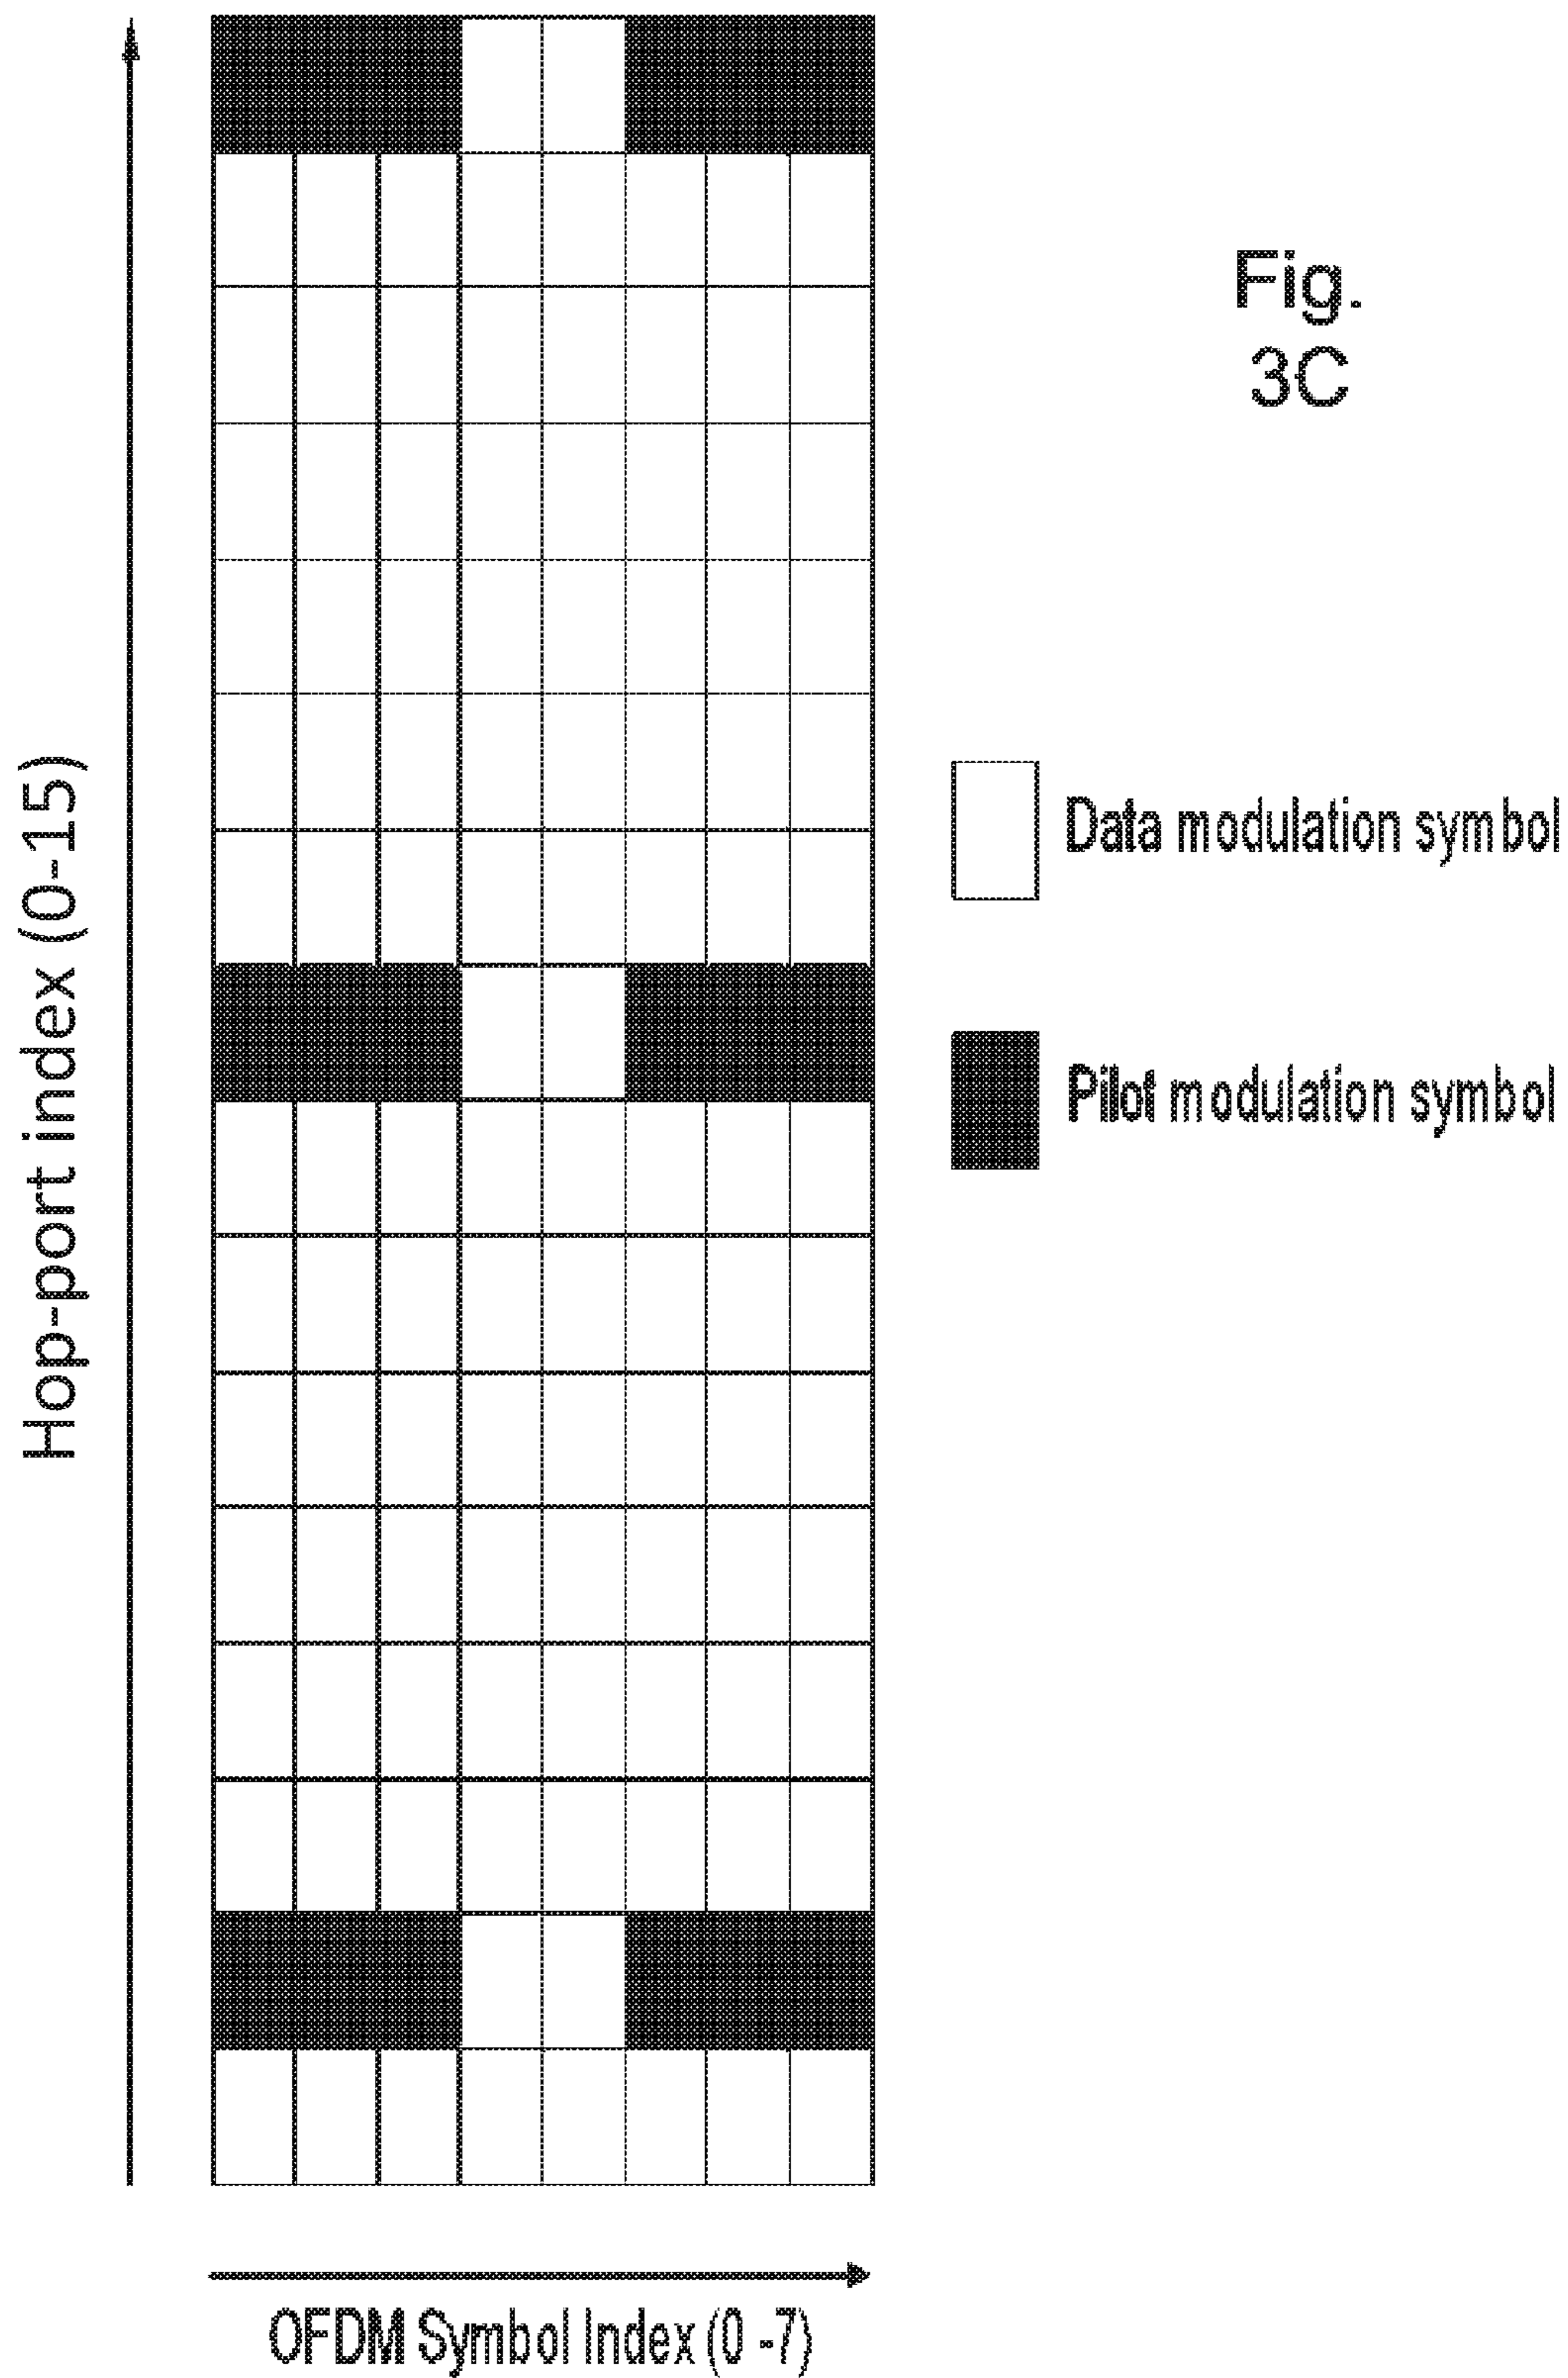 Fig.
3C
Hop-port index (0-15)
Data modulation symbol
Pilot modulation symbol
OFDM Symbol Index (0 -7)